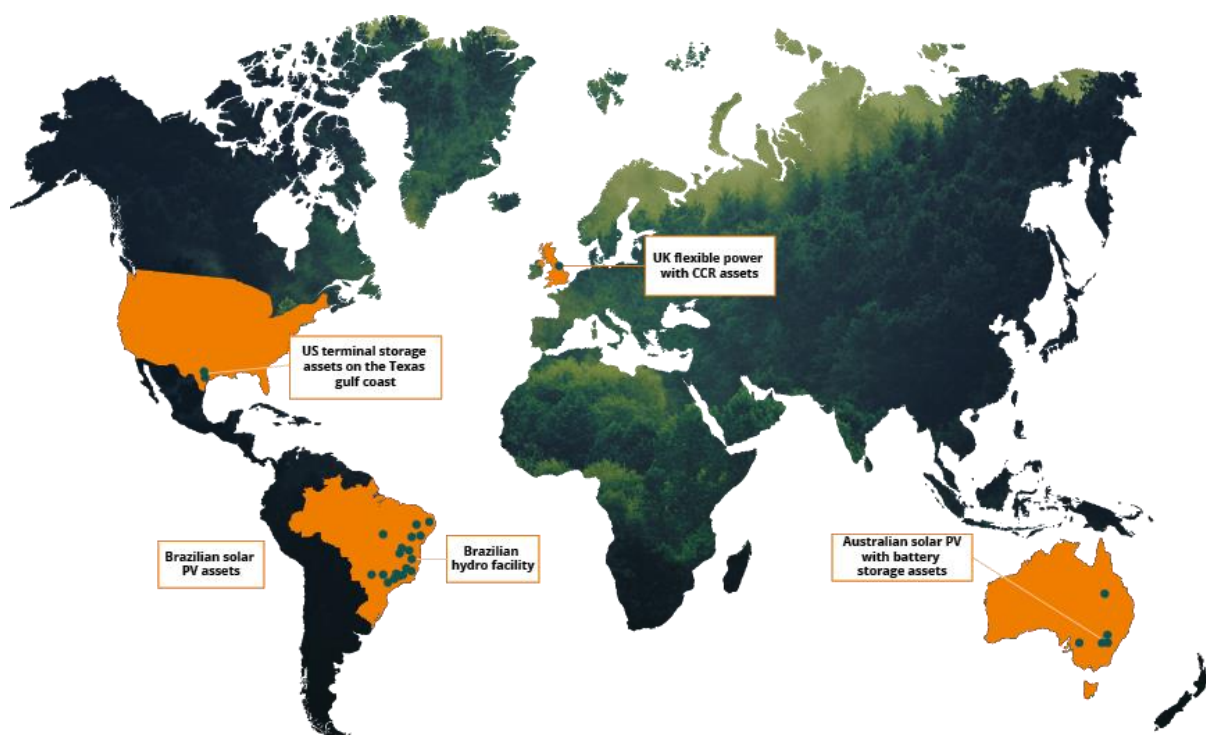 UK flexible power
with CCR assets
US terminal storage
assets on the Texas
gulf coast
Brazilian solar
PV assets
Brazilian
hydro facility
Australian solar PV
with battery
storage assets